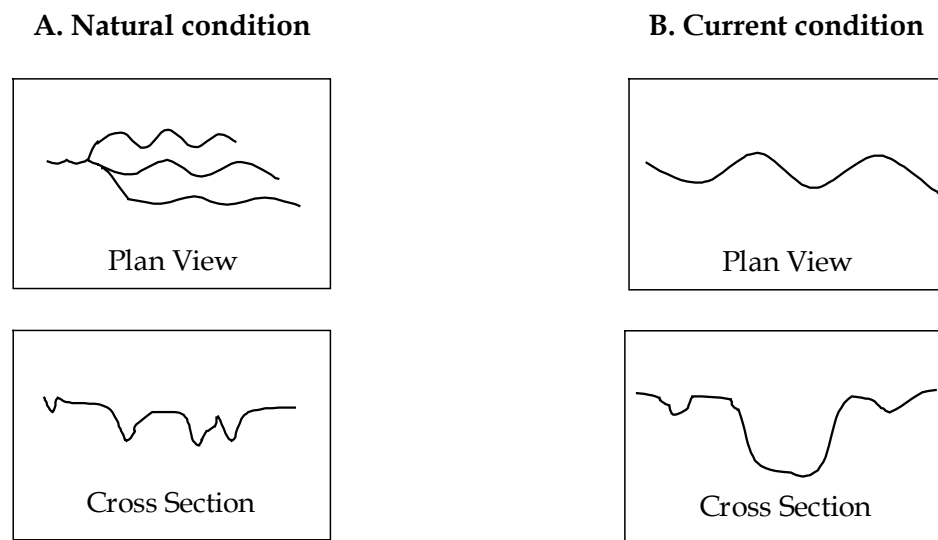 A. Natural condition
B. Current condition
Plan View
Plan View
Cross Section
Cross Section